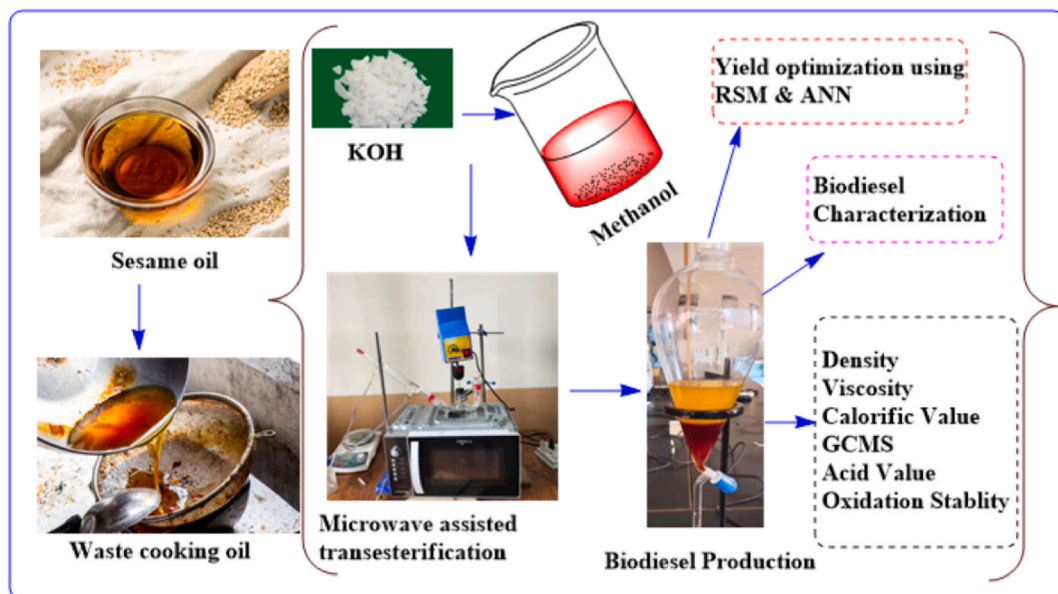 Sesame oil
Waste cooking oil
KOH
Methanol
Microwave assisted
transesterification
Biodiesel Production
Yield optimization using
RSM & ANN
Biodiesel
Characterization
Density
Viscosity
Calorific Value
GCMS
Acid Value
Oxidation Stablity